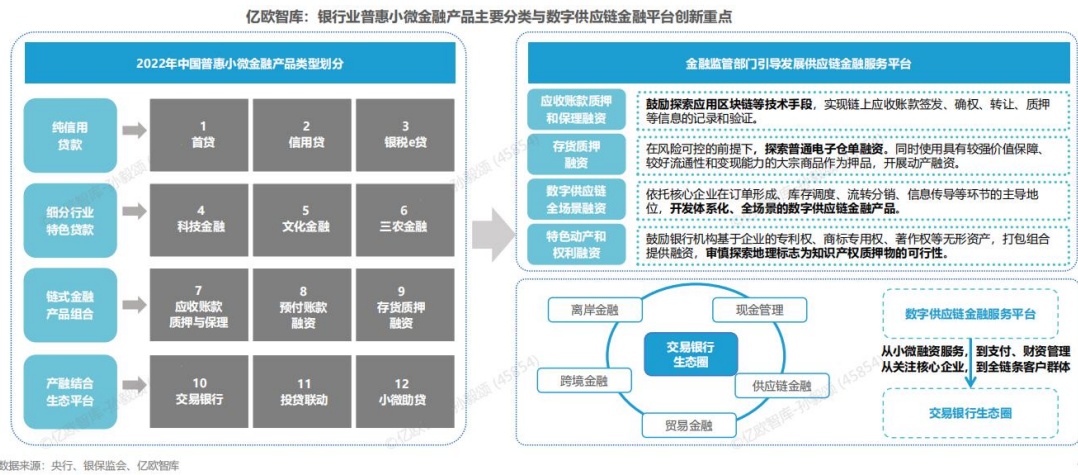 亿欧智库：银行业普惠小微金融产品主要分类与数字供应链金融平台创新重点
2022年中国普惠小微金融产品类型划分
纯信用
贷款
1
首贷
2
信用贷
3
银税e贷
细分行业
特色贷款
4
科技金融
5
文化金融
6
三农金融
链式金融
产品组合
7
应收账款
质押与保理
8
预付账款
融资
9
存货质押
融资
产融结合
生态平台
10
交易银行
11
投贷联动
12
小微助贷
金融监管部门引导发展供应链金融服务平台
应收账款质押
和保理融资
鼓励探索应用区块链等技术手段，实现链上应收账款签发、确权、转让、质押
等信息的记录和验证。
存货质押
融资
在风险可控的前提下，探索普通电子仓单融资。同时使用具有较强价值保障、
较好流通性和变现能力的大宗商品作为押品，开展动产融资。
数字供应链
全场景融资
依托核心企业在订单形成、库存调度、流转分销、信息传导等环节的主导地
位，开发体系化、全场景的数字供应链金融产品。
特色动产和
权利融资
鼓励银行机构基于企业的专利权、商标专用权、著作权等无形资产，打包组合
提供融资，审慎探索地理标志为知识产权质押物的可行性。
离岸金融
现金管理
交易银行
生态圈
跨境金融
供应链金融
贸易金融
数字供应链金融服务平台
从小微融资服务，到支付、财资管理
从关注核心企业，到全链条客户群体
交易银行生态圈
数据来源：央行、银保监会、亿欧智库
©亿欧智库-孙毅颂 (45854)